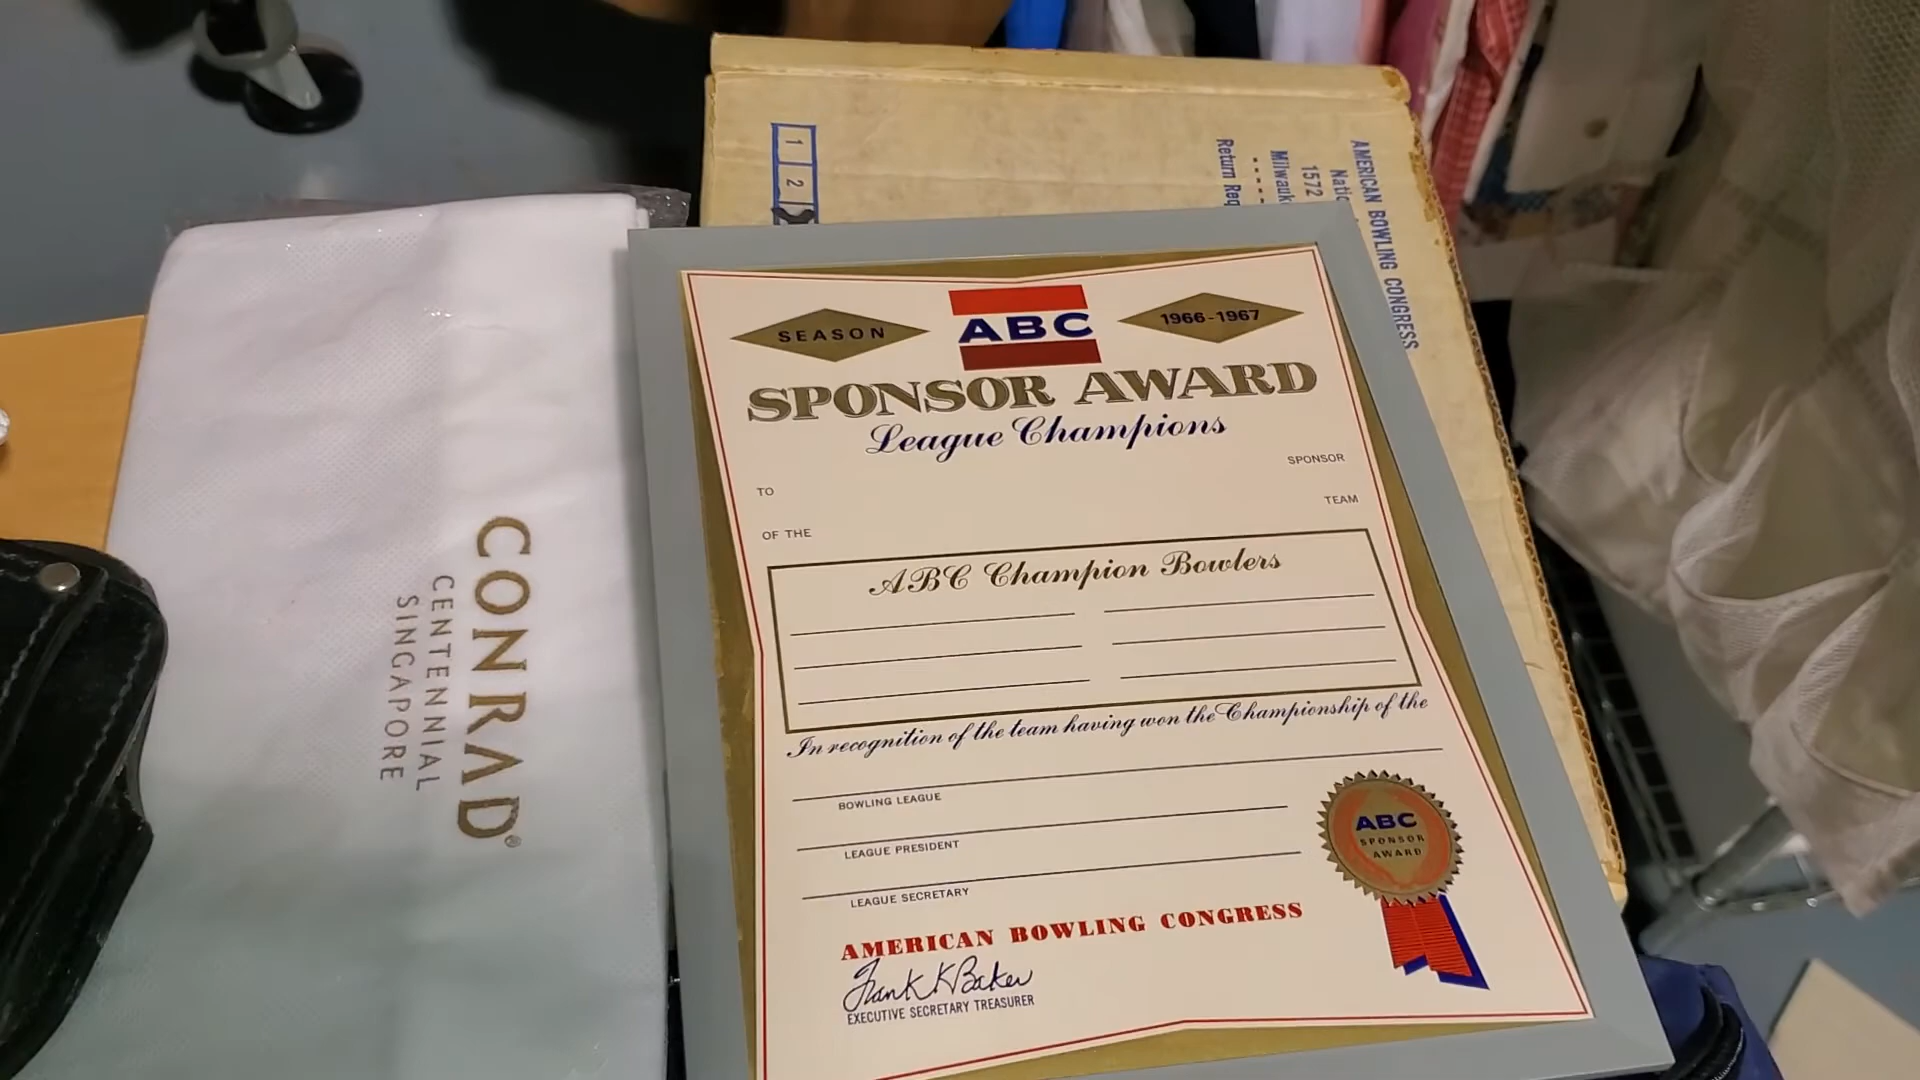 1 2
AMERICAN BOWLING CONGRESS
1572
Return
CONRAD®
CENTENNIAL
SINGAPORE
SEASON
ABC
1966-1967
SPONSOR AWARD
League Champions
SPONSOR
TO
TEAM
OF THE
ABC Champion Bowlers
In recognition of the team having won the Championship of the
BOWLING LEAGUE
LEAGUE PRESIDENT
LEAGUE SECRETARY
ABC
SPONSOR
AWARD
AMERICAN BOWLING CONGRESS
Frank K Baker
EXECUTIVE SECRETARY TREASURER